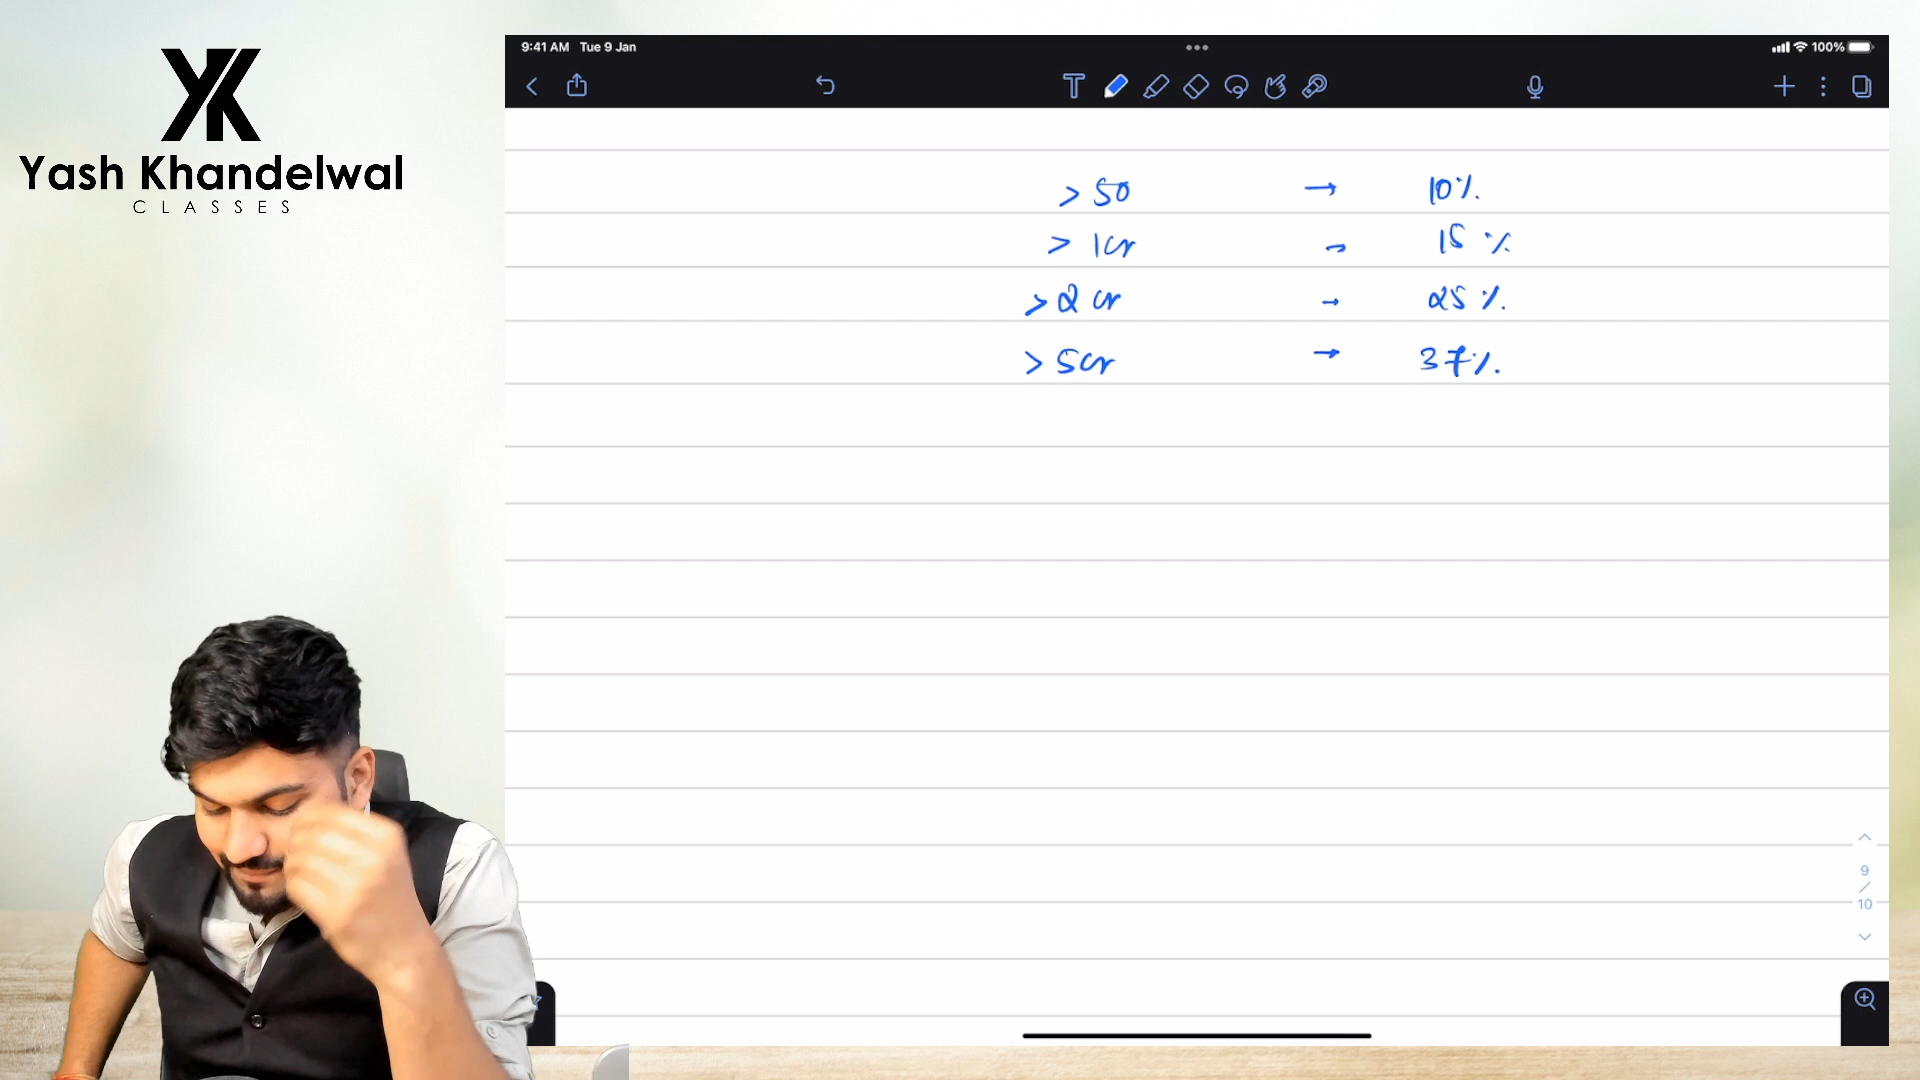 YK
Yash Khandelwal
CLASSES
9:41 AM Tue 9 Jan
100%
> 50 → 10%
> 1cr → 15%
> 2 cr → 25%
> 5cr → 37%
9
/
10